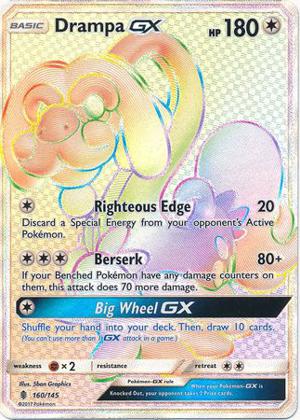 BASIC Drampa GX HP 180
Righteous Edge 20
Discard a Special Energy from your opponent's Active
Pokémon.
Berserk 80+
If your Benched Pokémon have any damage counters on
them, this attack does 70 more damage.
Big Wheel GX
Shuffle your hand into your deck. Then, draw 10 cards.
(You can't use more than 1 GX attack in a game.)
weakness ×2 resistance retreat
Illus. 5ban Graphics
Pokémon-GX rule
When your Pokémon-GX is
Knocked Out, your opponent takes 2 Prize cards.
160/145
©2017 Pokémon